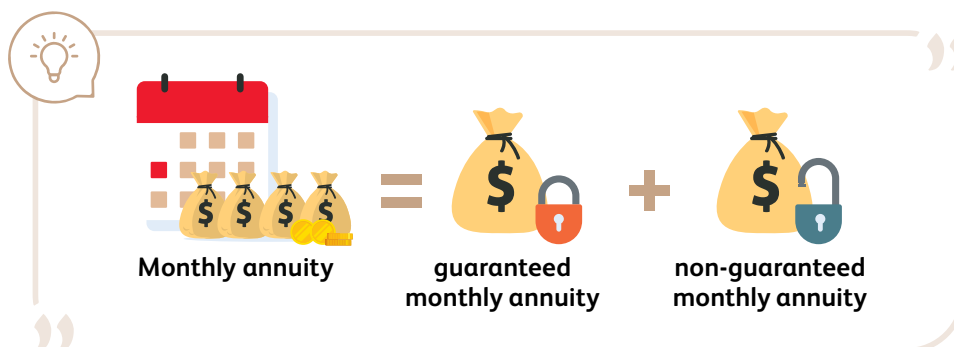 $ $ $ $
$
=
$
+
$
Monthly annuity
guaranteed
monthly annuity
non-guaranteed
monthly annuity